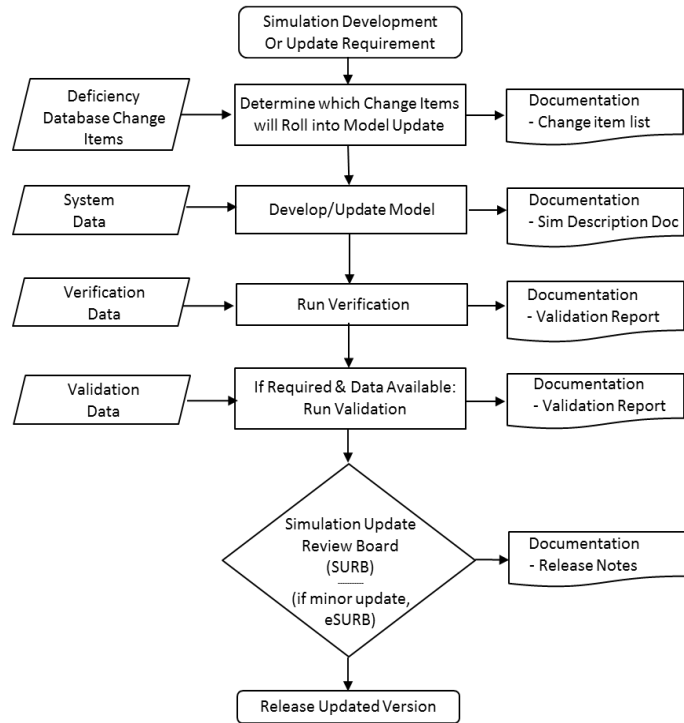 Simulation Development
Or Update Requirement
Deficiency
Database Change
Items
Determine which Change Items
will Roll into Model Update
Documentation
- Change item list
System
Data
Develop/Update Model
Documentation
- Sim Description Doc
Verification
Data
Run Verification
Documentation
- Validation Report
Validation
Data
If Required & Data Available:
Run Validation
Documentation
- Validation Report
Simulation Update
Review Board
(SURB)
(if minor update,
eSURB)
Documentation
- Release Notes
Release Updated Version